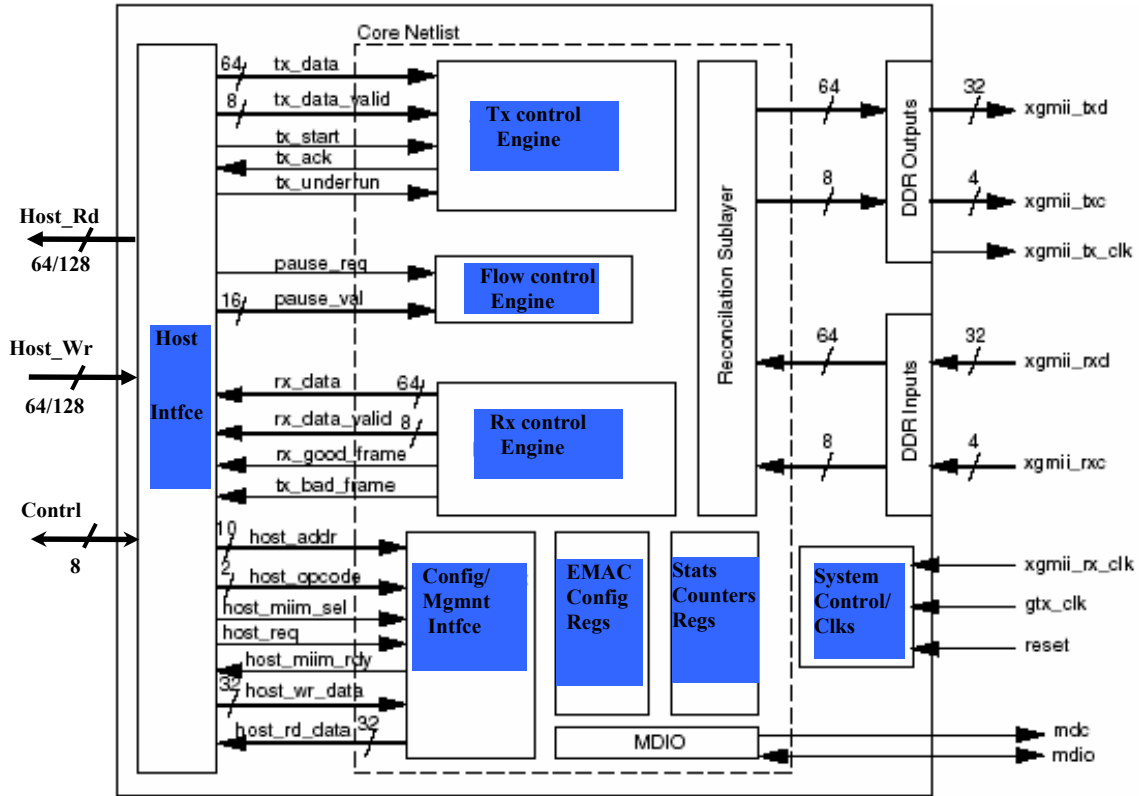 Core Netlist
64
tx_data
8
tx_data_valid
tx_start
tx_ack
tx_underrun
Tx control
Engine
Host_Rd
64/128
pause_req
16
pause_val
Flow control
Engine
Host_Wr
64/128
Host
Intfce
rx_data
64
rx_data_valid
8
rx_good_frame
tx_bad_frame
Rx control
Engine
Contrl
8
10
host_addr
2
host_opcode
host_miim_sel
host_req
host_miim_rdy
32
host_wr_data
host_rd_data
32
Config/
Mgmnt
Intfce
EMAC
Config
Regs
Stats
Counters
Regs
MDIO
Reconcilation Sublayer
64
8
64
8
DDR Outputs
32
xgmii_txd
4
xgmii_txc
xgmii_tx_clk
DDR Inputs
32
xgmii_rxd
4
xgmii_rxc
System
Control/
Clks
xgmii_rx_clk
gtx_clk
reset
mdc
mdio